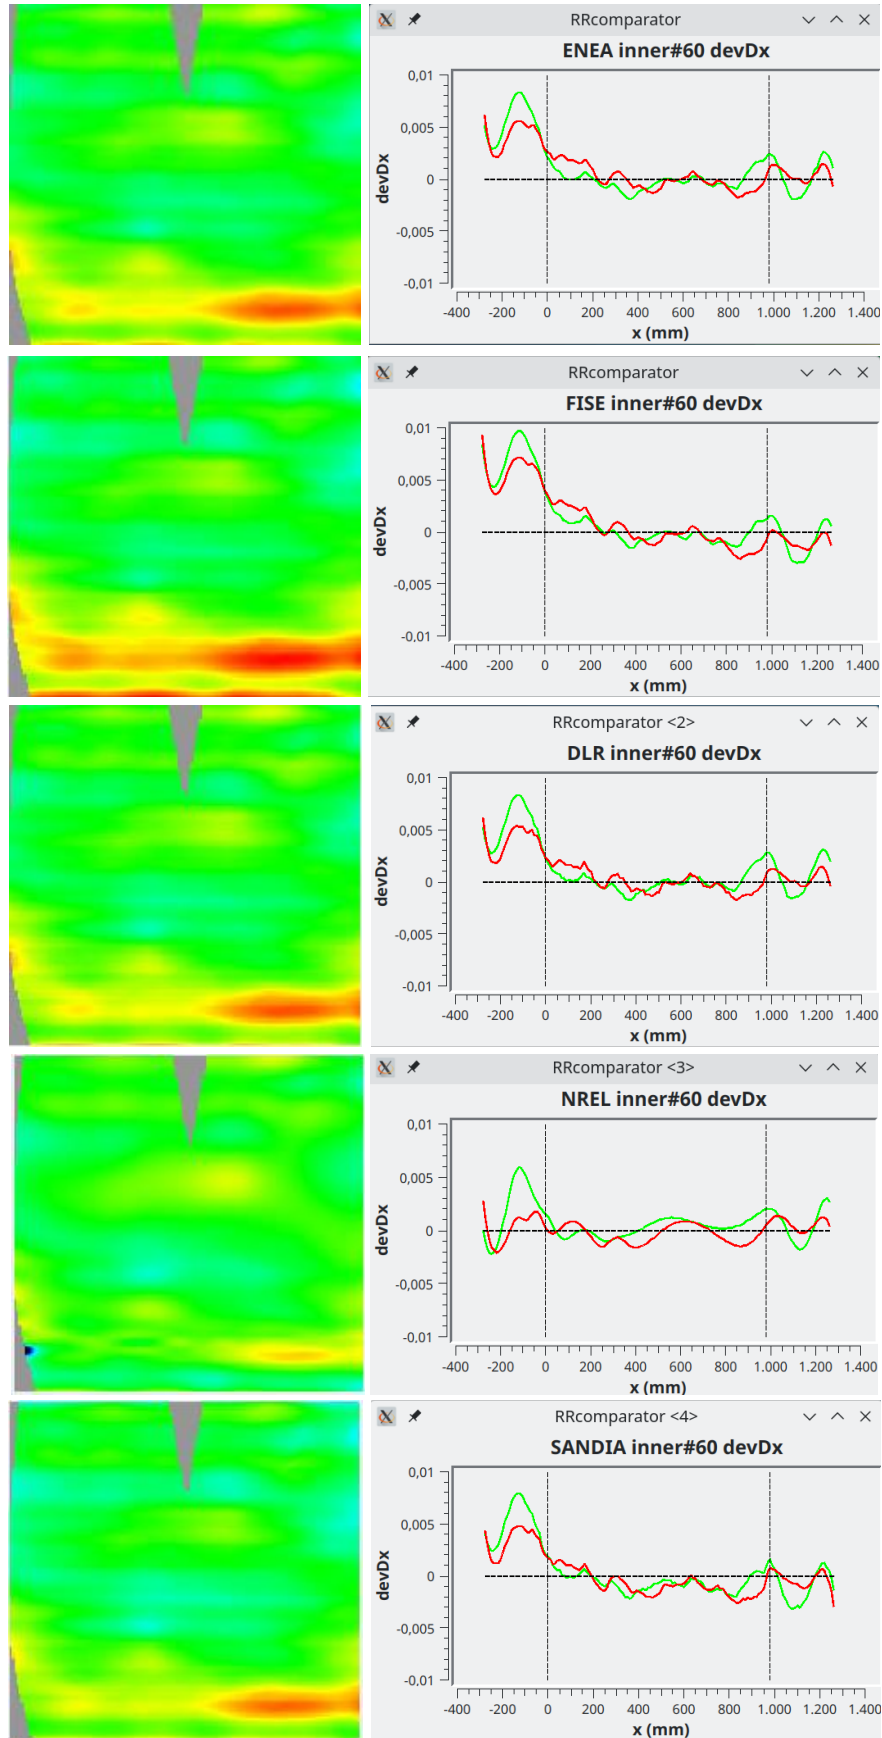 RRcomparator
ENEA inner#60 devDx
0,01
0,005
0
-0,005
-0.01
devDx
-400 -200 0 200 400 600 800 1.000 1.200 1.400
x (mm)
RRcomparator
FISE inner#60 devDx
0,01
0,005
0
-0,005
-0,01
devDx
-400 -200 0 200 400 600 800 1.000 1.200 1.400
x (mm)
RRcomparator <2>
DLR inner#60 devDx
0,01
0,005
0
-0,005
-0.01
devDx
-400 -200 0 200 400 600 800 1.000 1.200 1.400
x (mm)
RRcomparator <3>
NREL inner#60 devDx
0,01
0,005
0
-0,005
-0,01
devDx
-400 -200 0 200 400 600 800 1.000 1.200 1.400
x (mm)
RRcomparator <4>
SANDIA inner#60 devDx
0,01
0,005
0
-0,005
-0.01
devDx
-400 -200 0 200 400 600 800 1.000 1.200 1.400
x (mm)